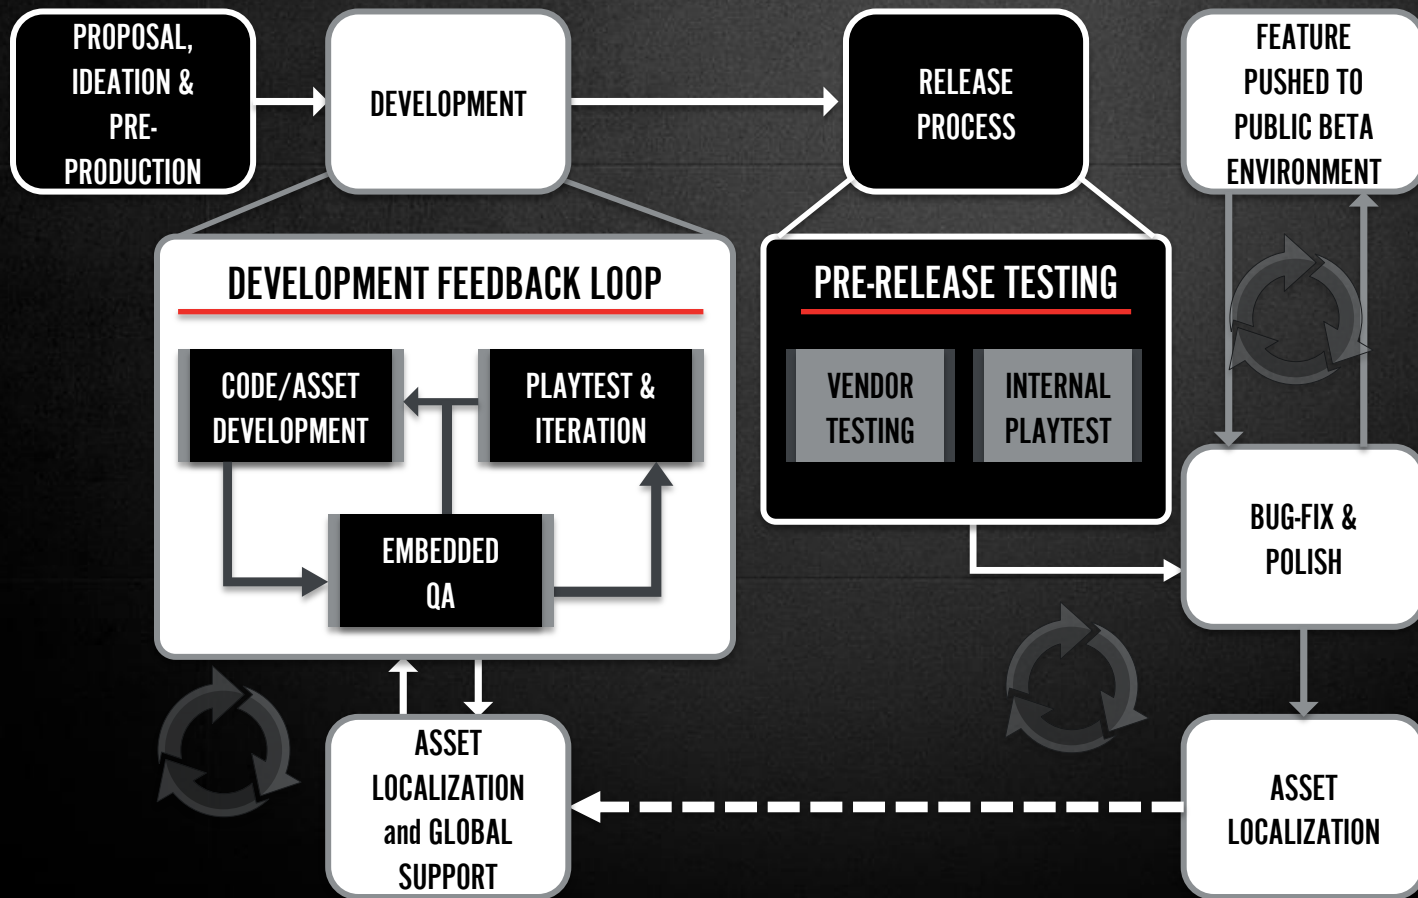 PROPOSAL,
IDEATION &
PRE-
PRODUCTION
DEVELOPMENT
RELEASE
PROCESS
FEATURE
PUSHED TO
PUBLIC BETA
ENVIRONMENT
DEVELOPMENT FEEDBACK LOOP
CODE/ASSET
DEVELOPMENT
PLAYTEST &
ITERATION
EMBEDDED
QA
PRE-RELEASE TESTING
VENDOR
TESTING
INTERNAL
PLAYTEST
BUG-FIX &
POLISH
ASSET
LOCALIZATION
and GLOBAL
SUPPORT
ASSET
LOCALIZATION